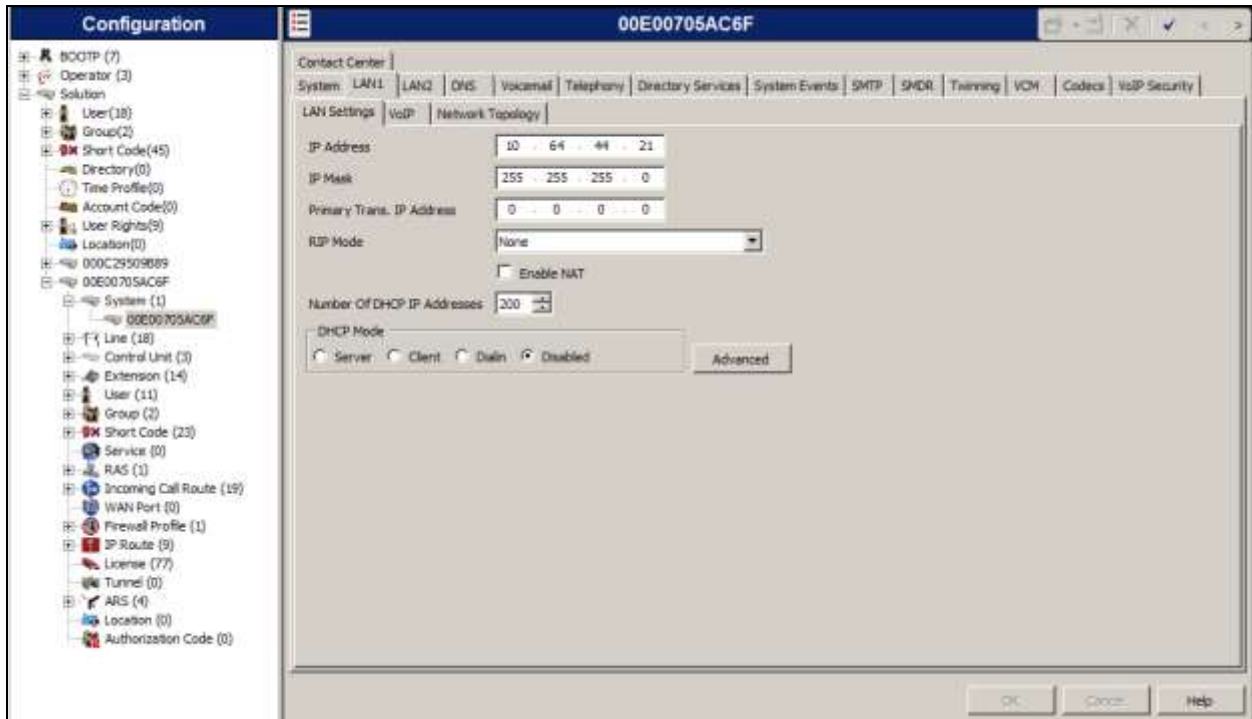 Configuration
00E00705AC6F
BOOTP (7)
Operator (3)
Solution
User(18)
Group(2)
Short Code(45)
Directory(0)
Time Profile(0)
Account Code(0)
User Rights(9)
Location(0)
000C29509B89
00E00705AC6F
System (1)
00E00705AC6F
Line (18)
Control Unit (3)
Extension (14)
User (11)
Group (2)
Short Code (23)
Service (0)
RAS (1)
Incoming Call Route (19)
WAN Port (0)
Firewall Profile (1)
IP Route (9)
License (77)
Tunnel (0)
ARS (4)
Location (0)
Authorization Code (0)
Contact Center
System LAN1 LAN2 DNS Voicemail Telephony Directory Services System Events SMTP SMDR Twinning VCM Codecs VoIP Security
LAN Settings VoIP Network Topology
IP Address 10 . 64 . 44 . 21
IP Mask 255 . 255 . 255 . 0
Primary Trans. IP Address 0 . 0 . 0 . 0
RIP Mode None
Enable NAT
Number Of DHCP IP Addresses 200
DHCP Mode
Server Client Dialin Disabled Advanced
OK Cancel Help